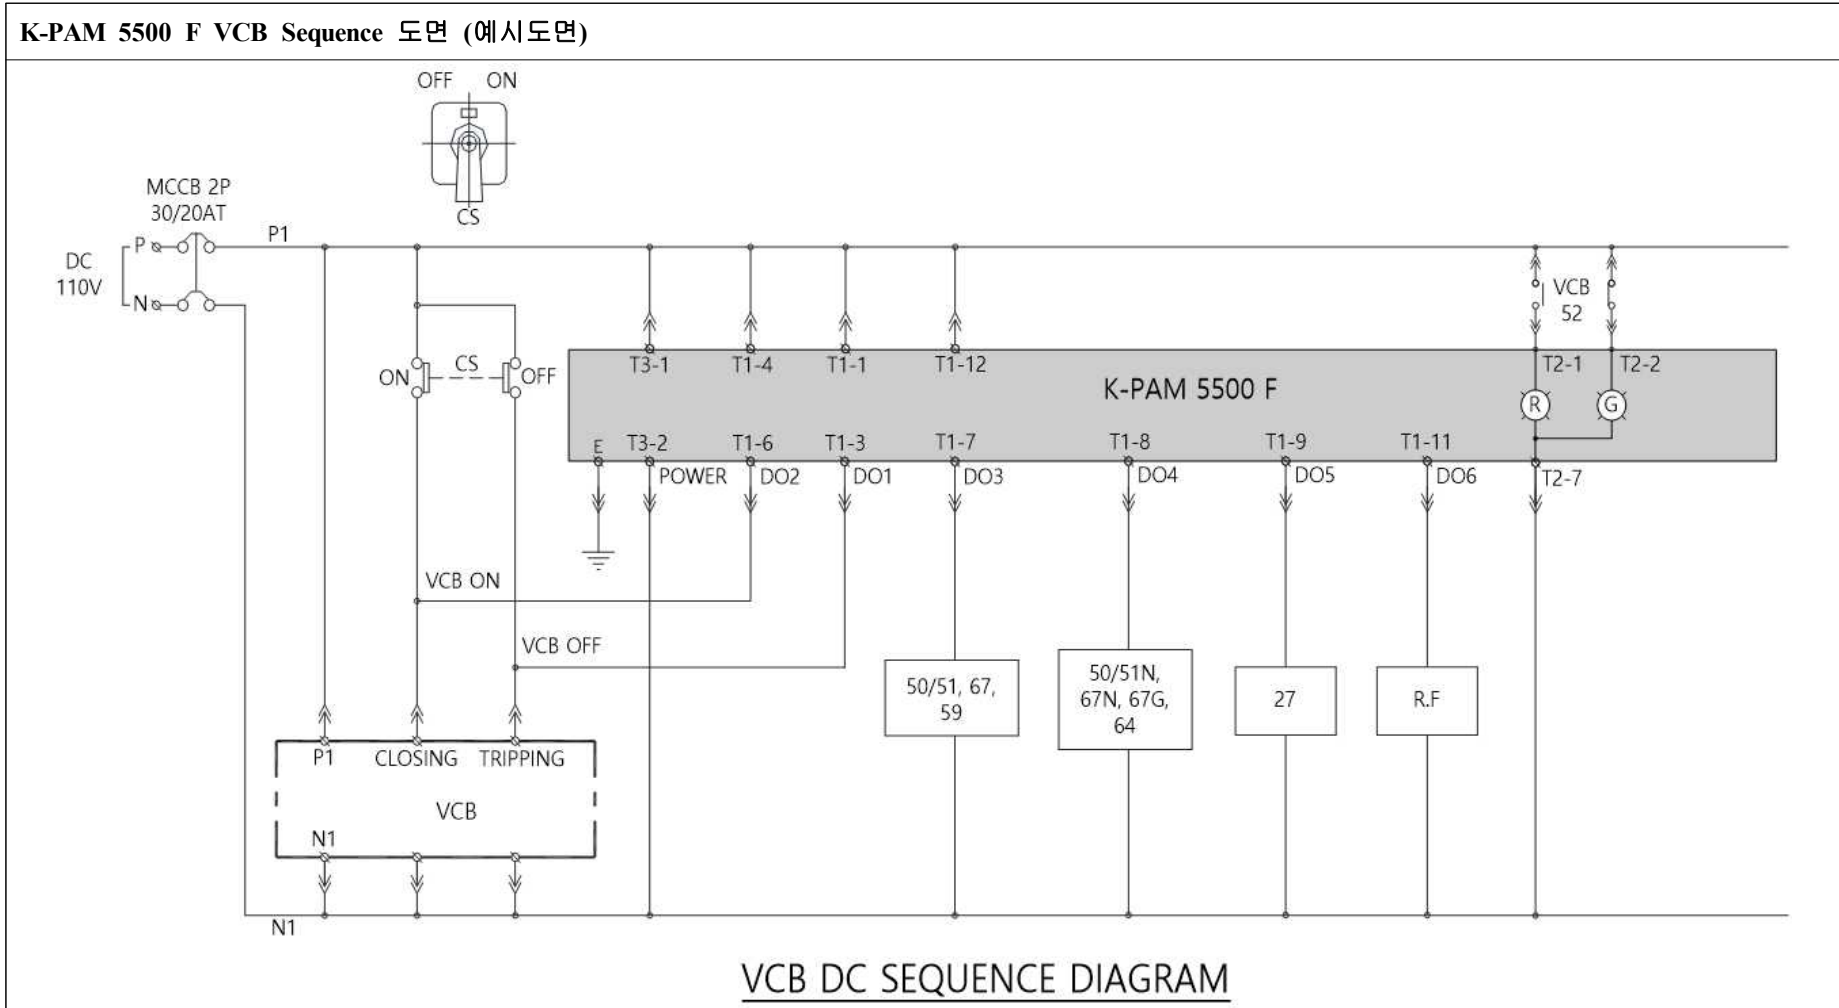 K-PAM 5500 F VCB Sequence 도면 (예시도면)
OFF ON
CS
MCCB 2P
30/20AT
P1
DC
110V
P
N
VCB
52
ON
CS
OFF
T3-1
T1-4
T1-1
T1-12
T2-1
T2-2
K-PAM 5500 F
R
G
E
T3-2
T1-6
T1-3
T1-7
T1-8
T1-9
T1-11
POWER
DO2
DO1
DO3
DO4
DO5
DO6
T2-7
VCB ON
VCB OFF
50/51, 67,
59
50/51N,
67N, 67G,
64
27
R.F
P1
CLOSING
TRIPPING
VCB
N1
N1
VCB DC SEQUENCE DIAGRAM